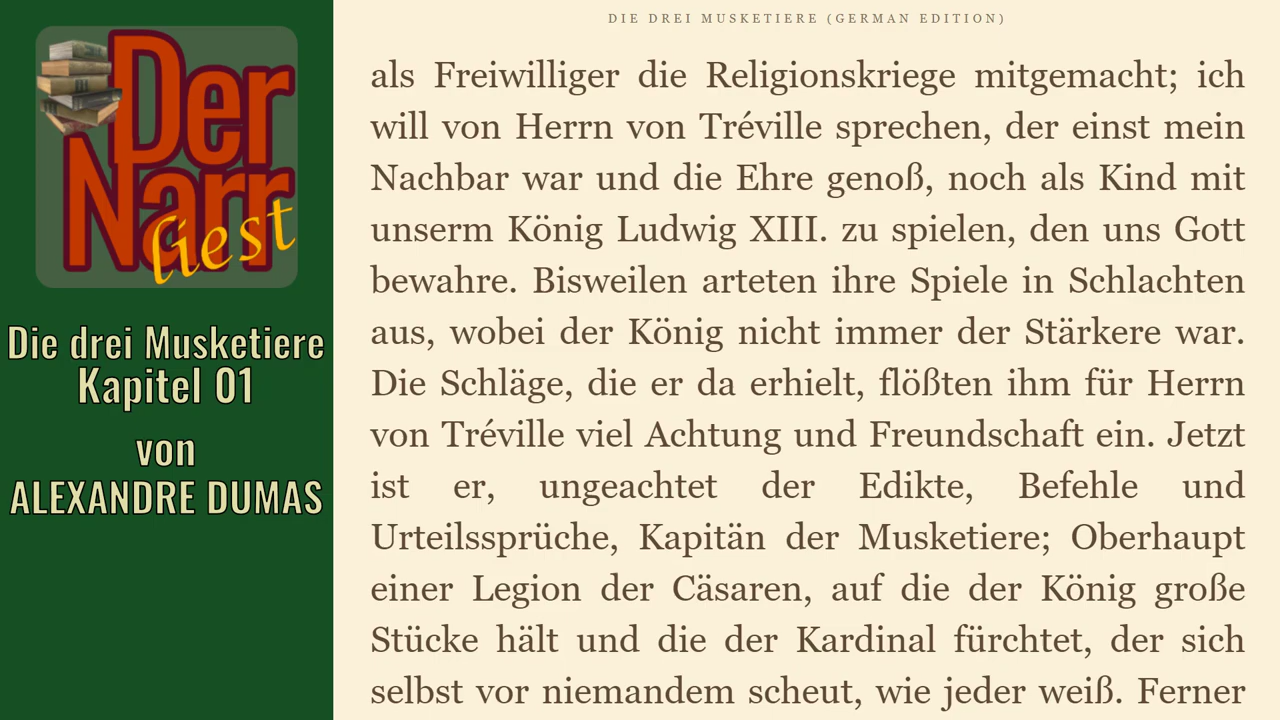 Der
Narr
liest
Die drei Musketiere
Kapitel 01
von
ALEXANDRE DUMAS
DIE DREI MUSKETIERE (GERMAN EDITION)
als Freiwilliger die Religionskriege mitgemacht; ich
will von Herrn von Tréville sprechen, der einst mein
Nachbar war und die Ehre genoß, noch als Kind mit
unserm König Ludwig XIII. zu spielen, den uns Gott
bewahre. Bisweilen arteten ihre Spiele in Schlachten
aus, wobei der König nicht immer der Stärkere war.
Die Schläge, die er da erhielt, flößten ihm für Herrn
von Tréville viel Achtung und Freundschaft ein. Jetzt
ist er, ungeachtet der Edikte, Befehle und
Urteilssprüche, Kapitän der Musketiere; Oberhaupt
einer Legion der Cäsaren, auf die der König große
Stücke hält und die der Kardinal fürchtet, der sich
selbst vor niemandem scheut, wie jeder weiß. Ferner